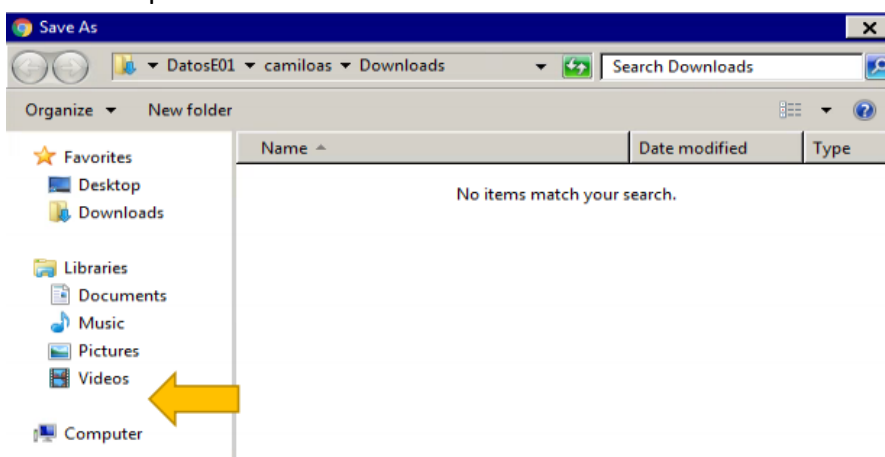 Save As
DatosE01 camiloas Downloads
Search Downloads
Organize New folder
Name Date modified Type
No items match your search.
Favorites
Desktop
Downloads
Libraries
Documents
Music
Pictures
Videos
Computer